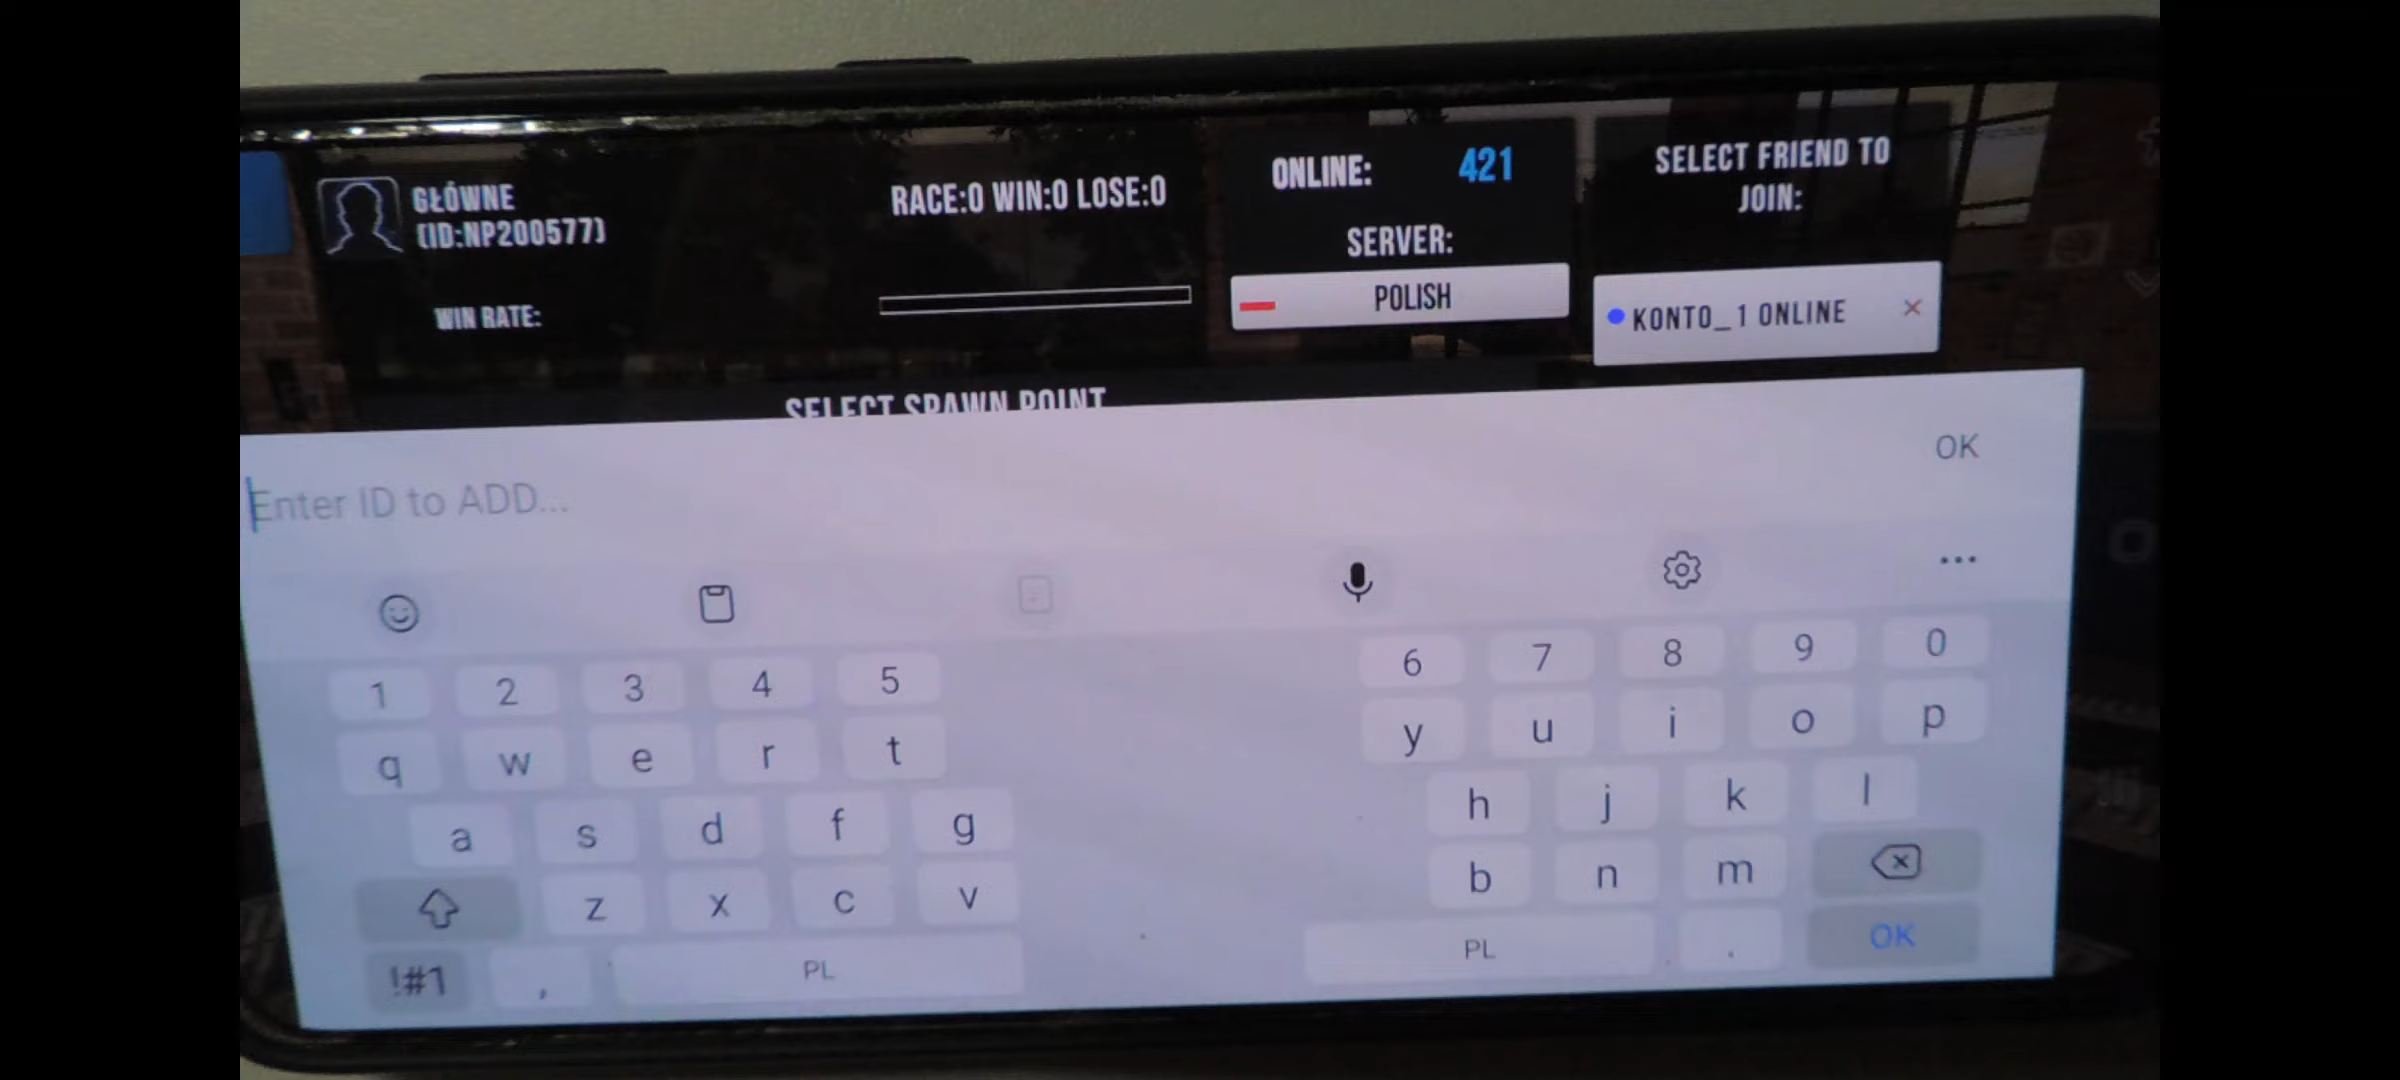 GŁÓWNE
(ID:NP200577)
RACE:0 WIN:0 LOSE:0
WIN RATE:
ONLINE: 421
SERVER:
POLISH
SELECT FRIEND TO
JOIN:
KONTO_1 ONLINE ×
SELECT SPAWN POINT
OK
Enter ID to ADD...
1 2 3 4 5 6 7 8 9 0
q w e r t y u i o p
a s d f g h j k l
z x c v b n m
!#1 , PL PL . OK